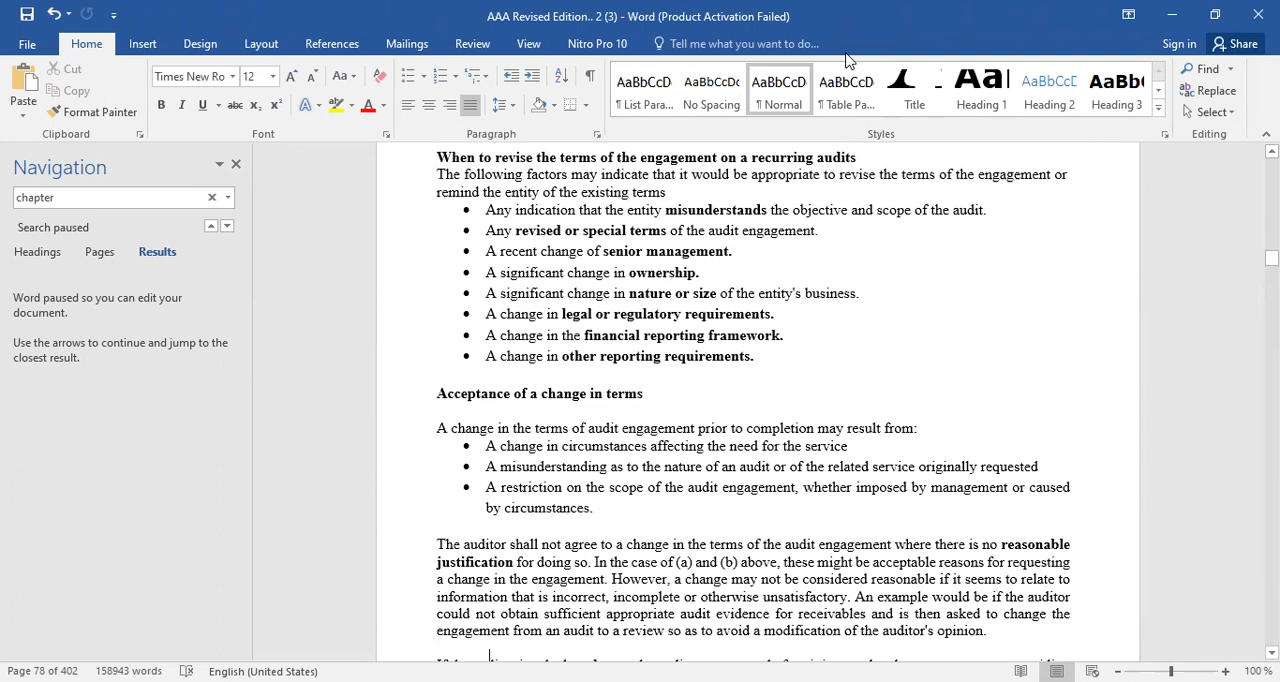 AAA Revised Edition.. 2 (3) - Word (Product Activation Failed)
File Home Insert Design Layout References Mailings Review View Nitro Pro 10 Tell me what you want to do... Sign in Share
Paste
Cut
Copy
Format Painter
Clipboard
Times New Ro 12
Font
Paragraph
AaBbCcD AaBbCcDc AaBbCcD AaBbCcD AaBbCcD AaBbC
¶ List Para... No Spacing ¶ Normal ¶ Table Pa... Title Heading 1 Heading 2 Heading 3
Styles
Find
Replace
Select
Editing
Navigation
chapter
Search paused
Headings Pages Results
Word paused so you can edit your
document.
Use the arrows to continue and jump to the
closest result.
When to revise the terms of the engagement on a recurring audits
The following factors may indicate that it would be appropriate to revise the terms of the engagement or
remind the entity of the existing terms
• Any indication that the entity misunderstands the objective and scope of the audit.
• Any revised or special terms of the audit engagement.
• A recent change of senior management.
• A significant change in ownership.
• A significant change in nature or size of the entity's business.
• A change in legal or regulatory requirements.
• A change in the financial reporting framework.
• A change in other reporting requirements.
Acceptance of a change in terms
A change in the terms of audit engagement prior to completion may result from:
• A change in circumstances affecting the need for the service
• A misunderstanding as to the nature of an audit or of the related service originally requested
• A restriction on the scope of the audit engagement, whether imposed by management or caused
by circumstances.
The auditor shall not agree to a change in the terms of the audit engagement where there is no reasonable
justification for doing so. In the case of (a) and (b) above, these might be acceptable reasons for requesting
a change in the engagement. However, a change may not be considered reasonable if it seems to relate to
information that is incorrect, incomplete or otherwise unsatisfactory. An example would be if the auditor
could not obtain sufficient appropriate audit evidence for receivables and is then asked to change the
engagement from an audit to a review so as to avoid a modification of the auditor's opinion.
Page 78 of 402 158943 words English (United States) 100 %